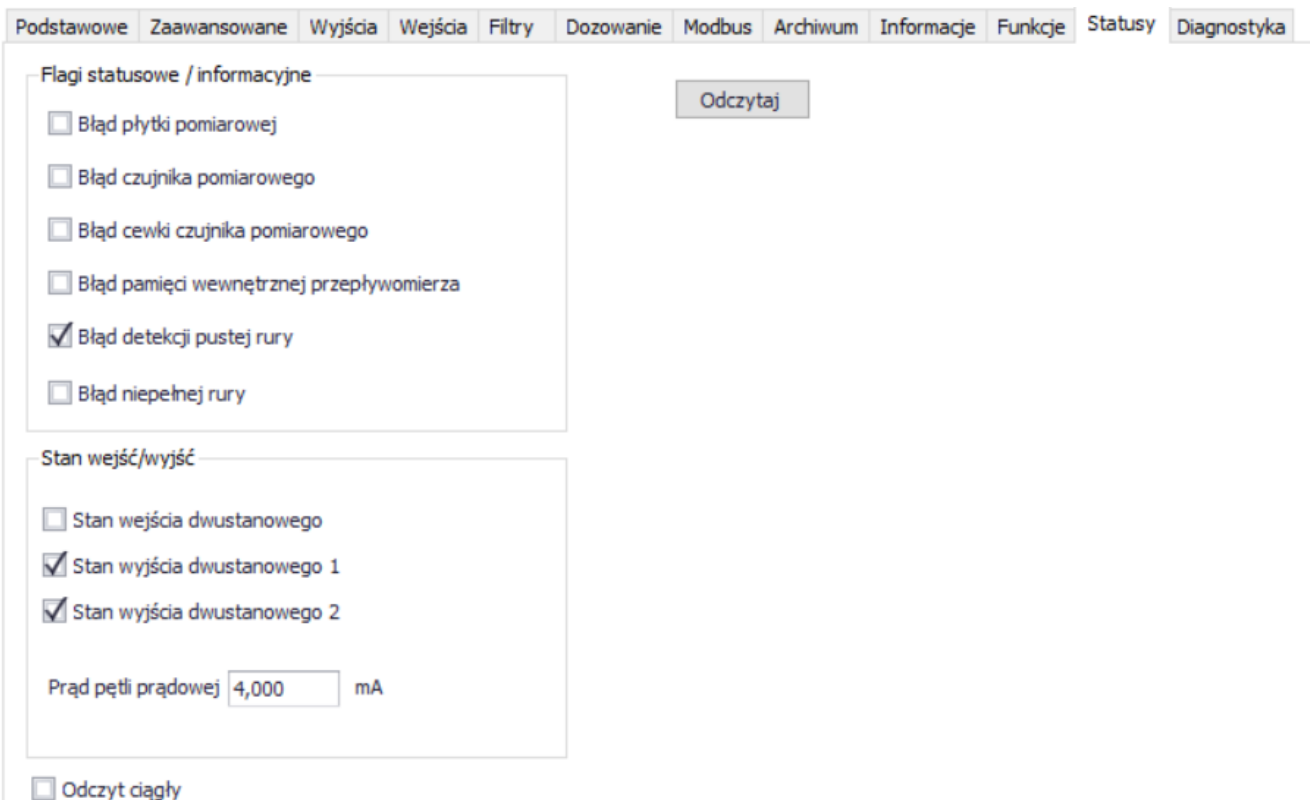 Podstawowe Zaawansowane Wyjścia Wejścia Filtry Dozowanie Modbus Archiwum Informacje Funkcje Statusy Diagnostyka
Flagi statusowe / informacyjne
Odczytaj
Błąd płytki pomiarowej
Błąd czujnika pomiarowego
Błąd cewki czujnika pomiarowego
Błąd pamięci wewnętrznej przepływomierza
Błąd detekcji pustej rury
Błąd niepełnej rury
Stan wejść/wyjść
Stan wejścia dwustanowego
Stan wyjścia dwustanowego 1
Stan wyjścia dwustanowego 2
Prąd pętli prądowej 4,000 mA
Odczyt ciągły